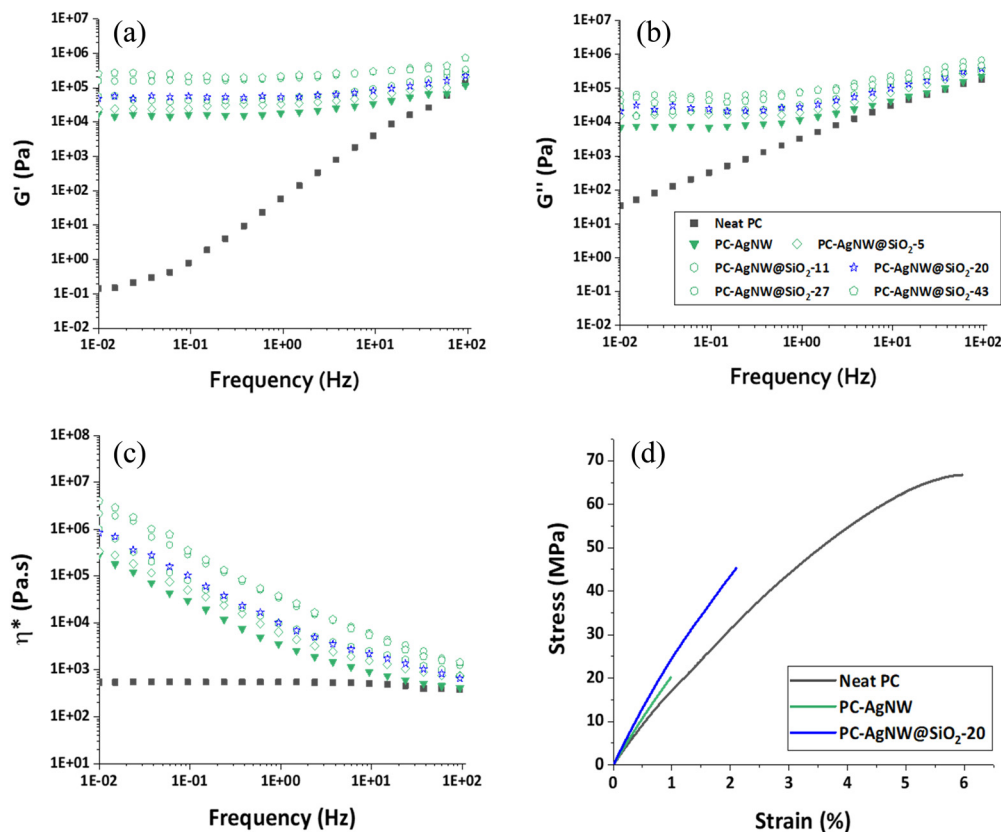 (a)
1E+07
1E+06
1E+05
1E+04
1E+03
1E+02
1E+01
1E+00
1E-01
1E-02
G' (Pa)
1E-02 1E-01 1E+00 1E+01 1E+02
Frequency (Hz)
(b)
1E+07
1E+06
1E+05
1E+04
1E+03
1E+02
1E+01
1E+00
1E-01
1E-02
G'' (Pa)
Neat PC
PC-AgNW PC-AgNW@SiO₂-5
PC-AgNW@SiO₂-11 PC-AgNW@SiO₂-20
PC-AgNW@SiO₂-27 PC-AgNW@SiO₂-43
1E-02 1E-01 1E+00 1E+01 1E+02
Frequency (Hz)
(c)
1E+08
1E+07
1E+06
1E+05
1E+04
1E+03
1E+02
1E+01
η* (Pa.s)
1E-02 1E-01 1E+00 1E+01 1E+02
Frequency (Hz)
(d)
70
60
50
40
30
20
10
0
Stress (MPa)
Neat PC
PC-AgNW
PC-AgNW@SiO₂-20
0 1 2 3 4 5 6 7
Strain (%)